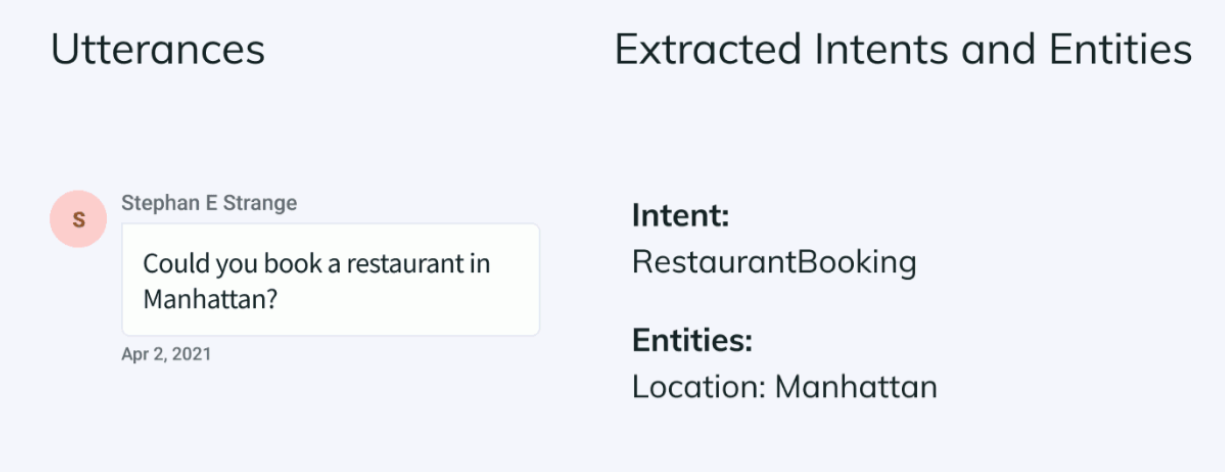 Utterances
Extracted Intents and Entities
S
Stephan E Strange
Could you book a restaurant in
Manhattan?
Apr 2, 2021
Intent:
RestaurantBooking
Entities:
Location: Manhattan